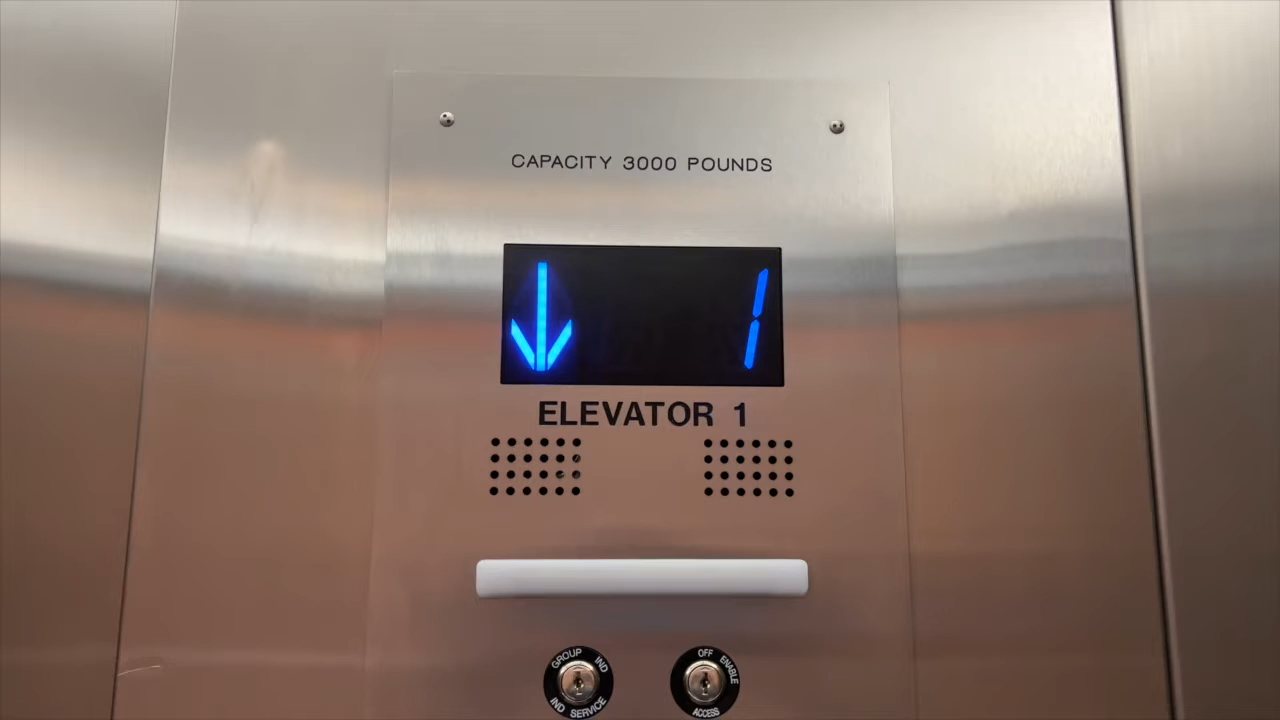 CAPACITY 3000 POUNDS
1
ELEVATOR 1
GROUP IND
IND SERVICE
OFF ENABLE
ACCESS